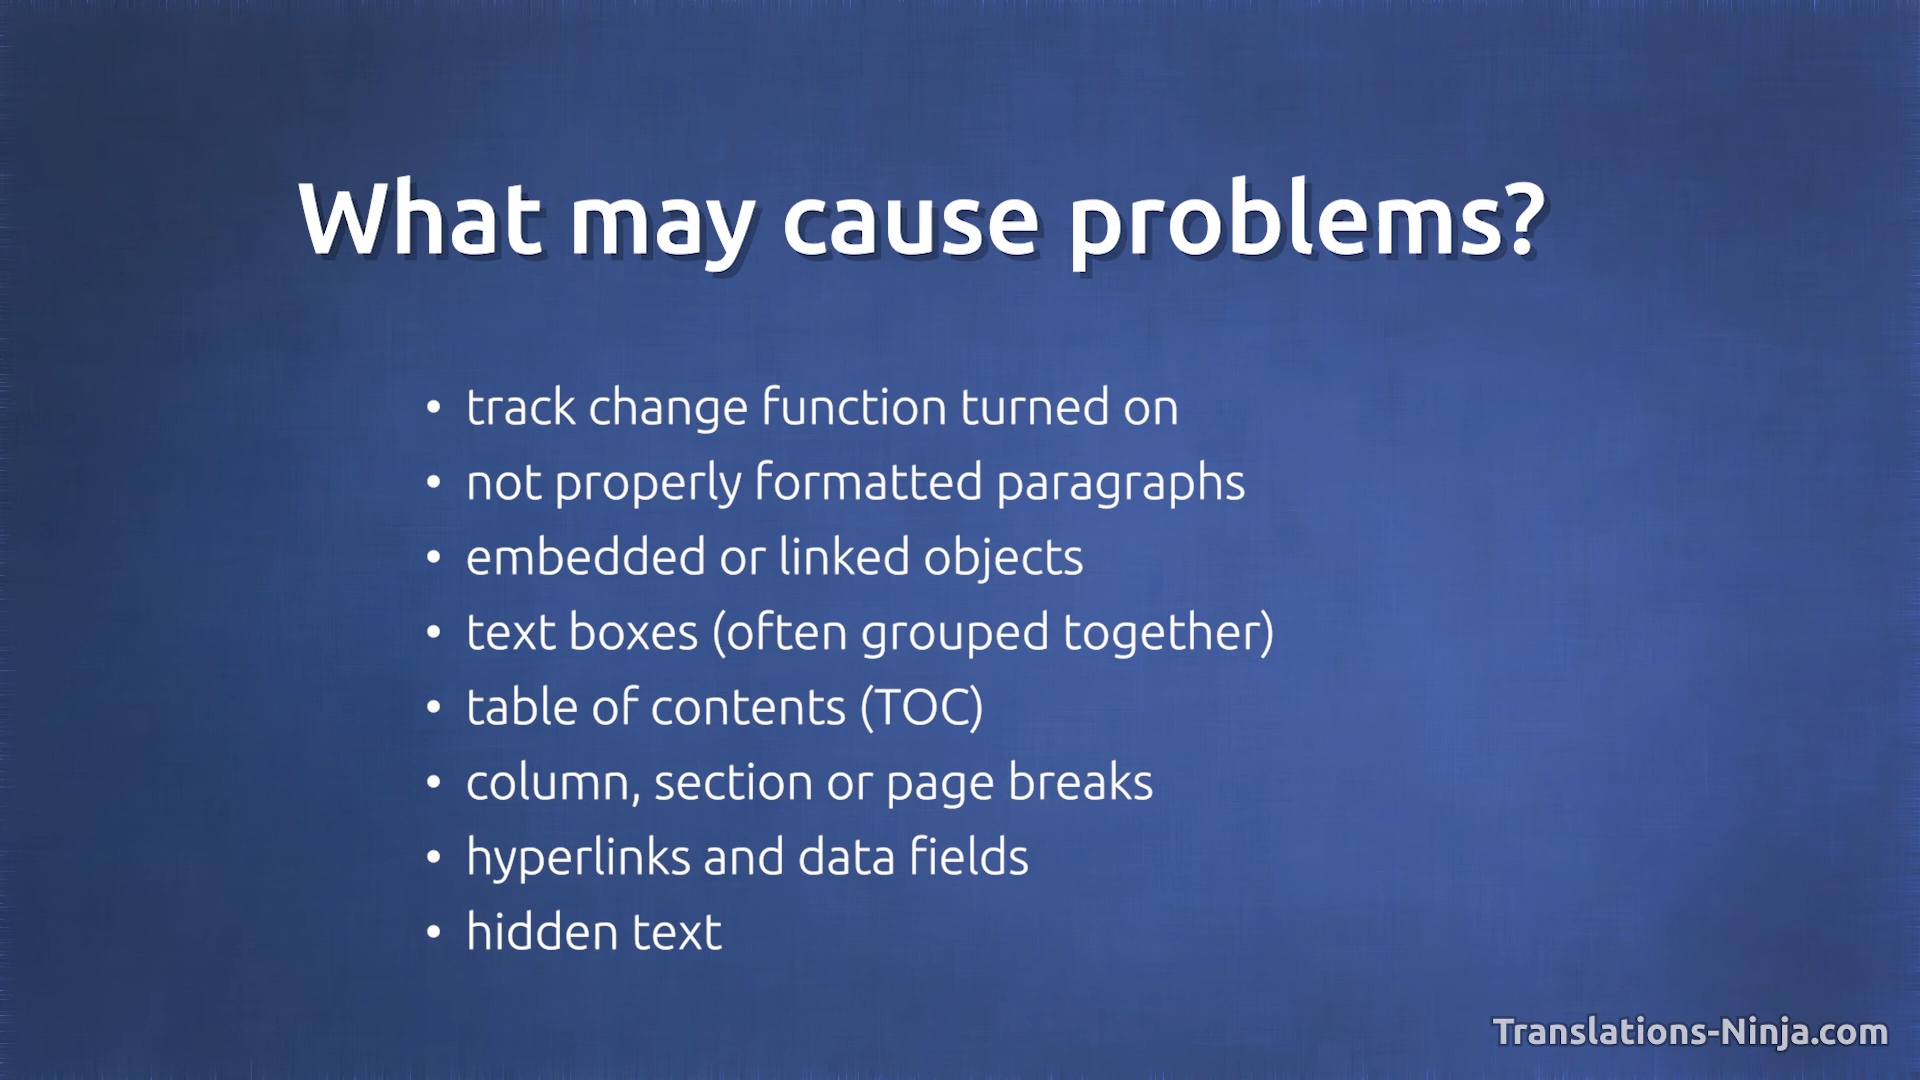 What may cause problems?
• track change function turned on
• not properly formatted paragraphs
• embedded or linked objects
• text boxes (often grouped together)
• table of contents (TOC)
• column, section or page breaks
• hyperlinks and data fields
• hidden text
Translations-Ninja.com